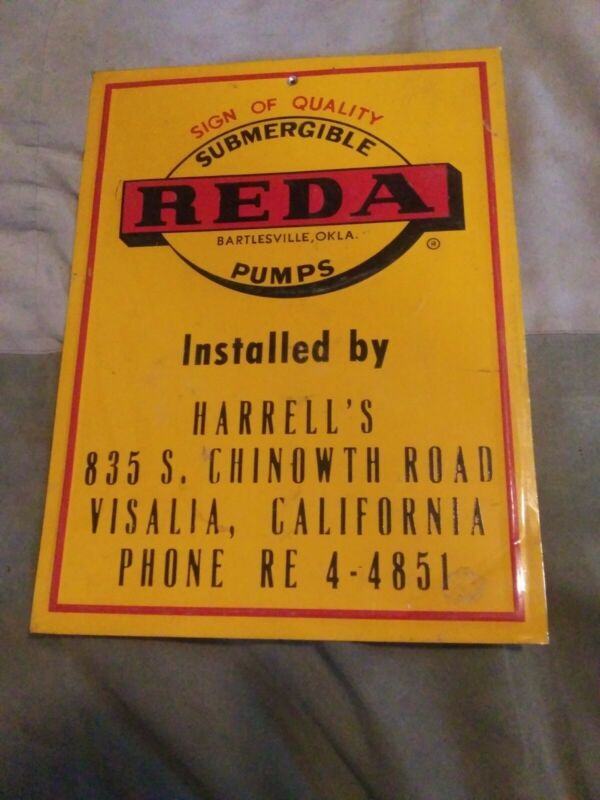 SIGN OF QUALITY
SUBMERGIBLE
REDA
BARTLESVILLE, OKLA.
®
PUMPS
Installed by
HARRELL'S
835 S. CHINOWTH ROAD
VISALIA, CALIFORNIA
PHONE RE 4-4851